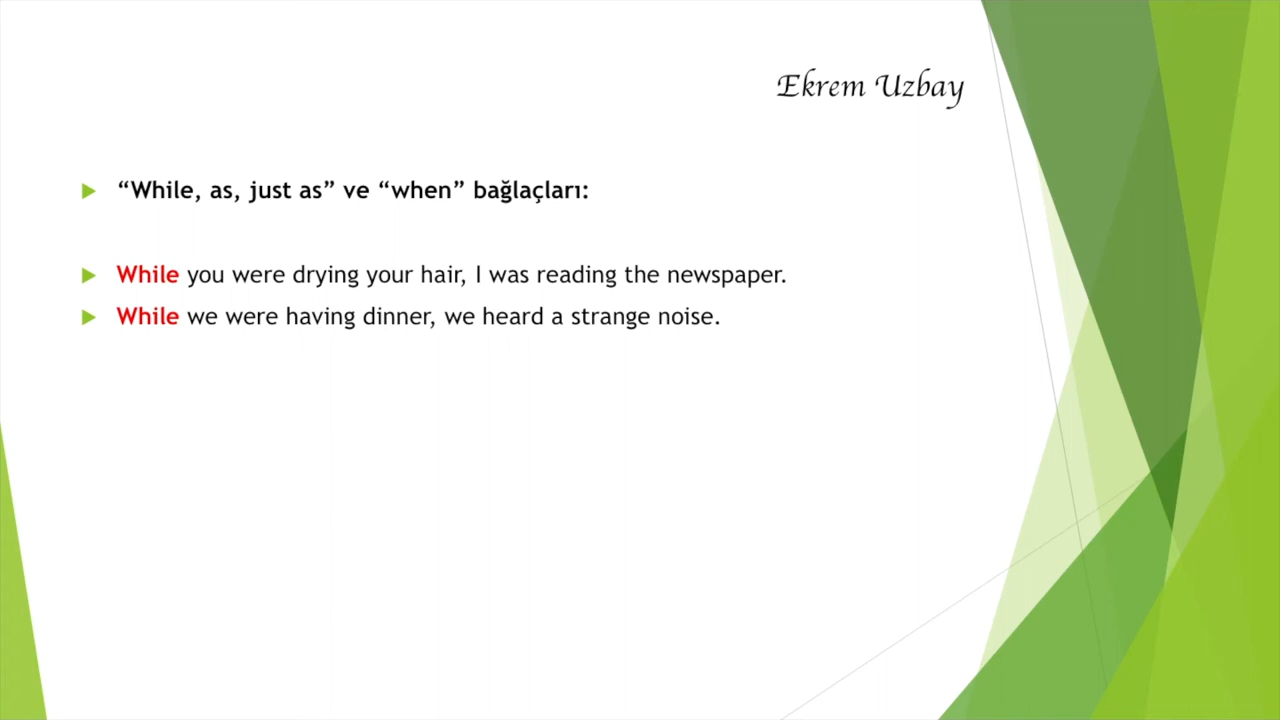 Ekrem Uzbay
“While, as, just as” ve “when” bağlaçları:
While you were drying your hair, I was reading the newspaper.
While we were having dinner, we heard a strange noise.